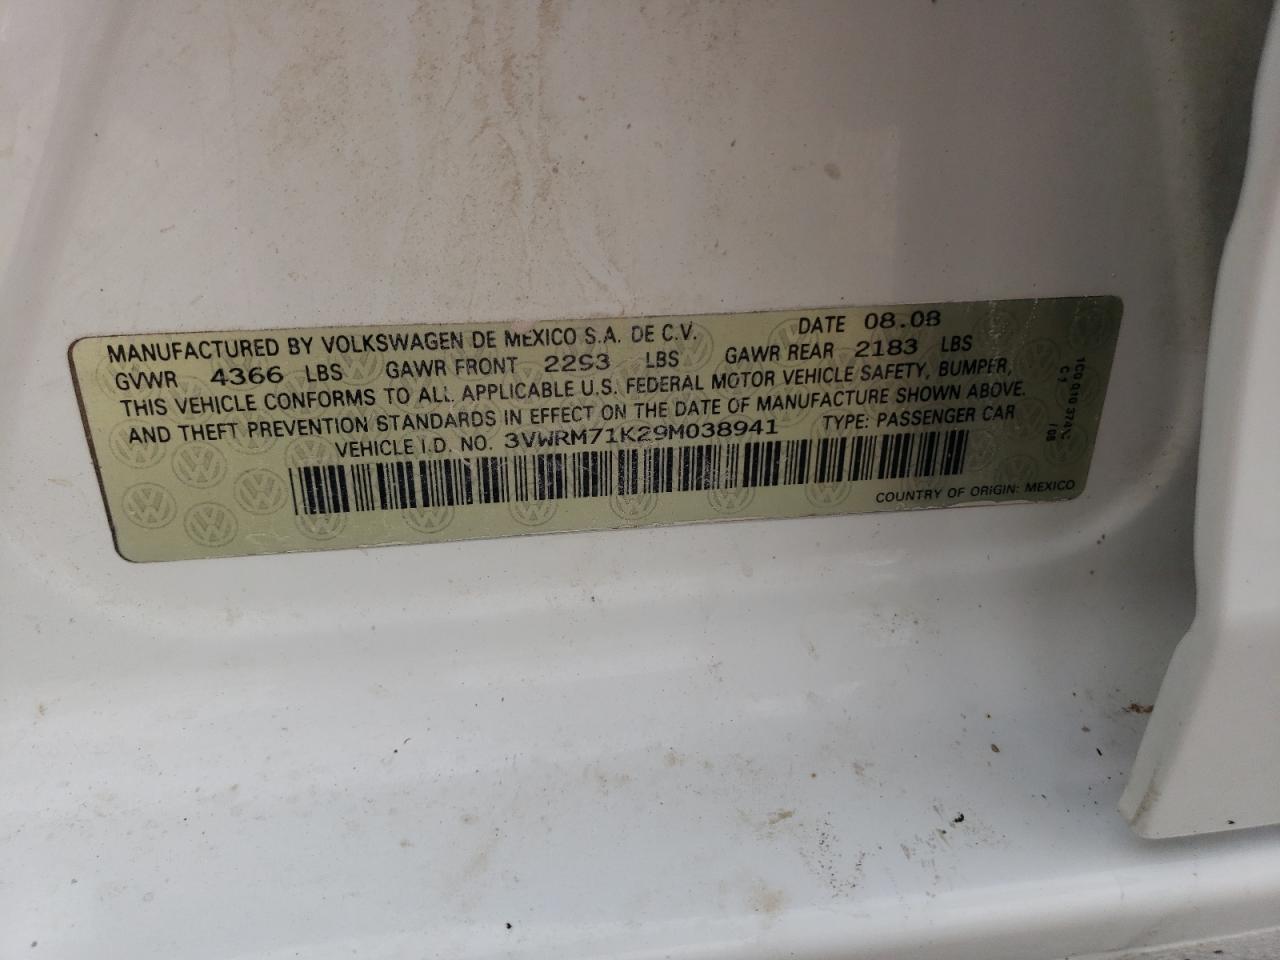 MANUFACTURED BY VOLKSWAGEN DE MEXICO S.A. DE C.V. DATE 08.08
GVWR 4366 LBS GAWR FRONT 2293 LBS GAWR REAR 2183 LBS
THIS VEHICLE CONFORMS TO ALL APPLICABLE U.S. FEDERAL MOTOR VEHICLE SAFETY, BUMPER,
AND THEFT PREVENTION STANDARDS IN EFFECT ON THE DATE OF MANUFACTURE SHOWN ABOVE.
VEHICLE I.D. NO. 3VWRM71K29M038941 TYPE: PASSENGER CAR
COUNTRY OF ORIGIN: MEXICO